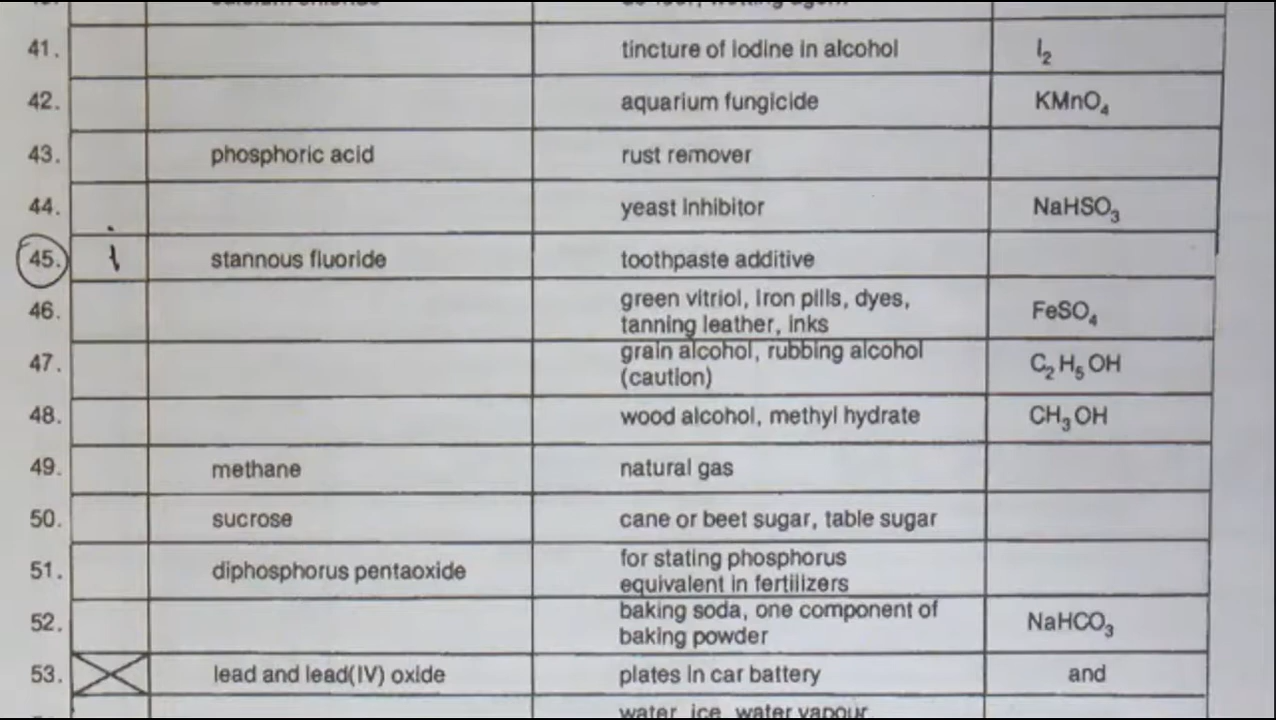 41. tincture of iodine in alcohol I₂
42. aquarium fungicide KMnO₄
43. phosphoric acid rust remover
44. yeast inhibitor NaHSO₃
45. i stannous fluoride toothpaste additive
46. green vitriol, iron pills, dyes,
tanning leather, inks FeSO₄
47. grain alcohol, rubbing alcohol
(caution) C₂H₅OH
48. wood alcohol, methyl hydrate CH₃OH
49. methane natural gas
50. sucrose cane or beet sugar, table sugar
51. diphosphorus pentaoxide for stating phosphorus
equivalent in fertilizers
52. baking soda, one component of
baking powder NaHCO₃
53. lead and lead(IV) oxide plates in car battery and
water, ice, water vapour,